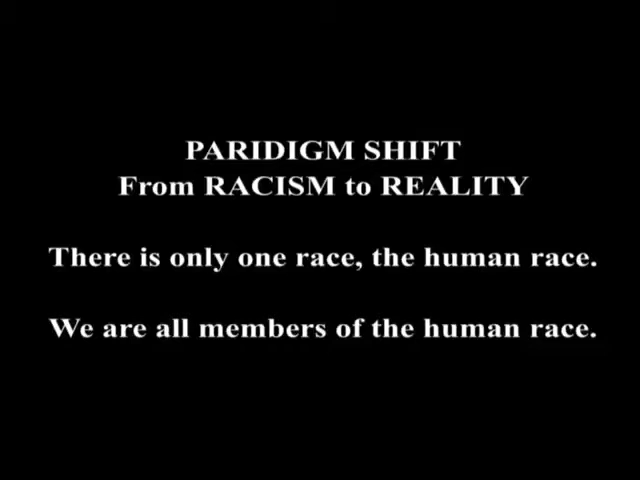 PARIDIGM SHIFT
From RACISM to REALITY
There is only one race, the human race.
We are all members of the human race.